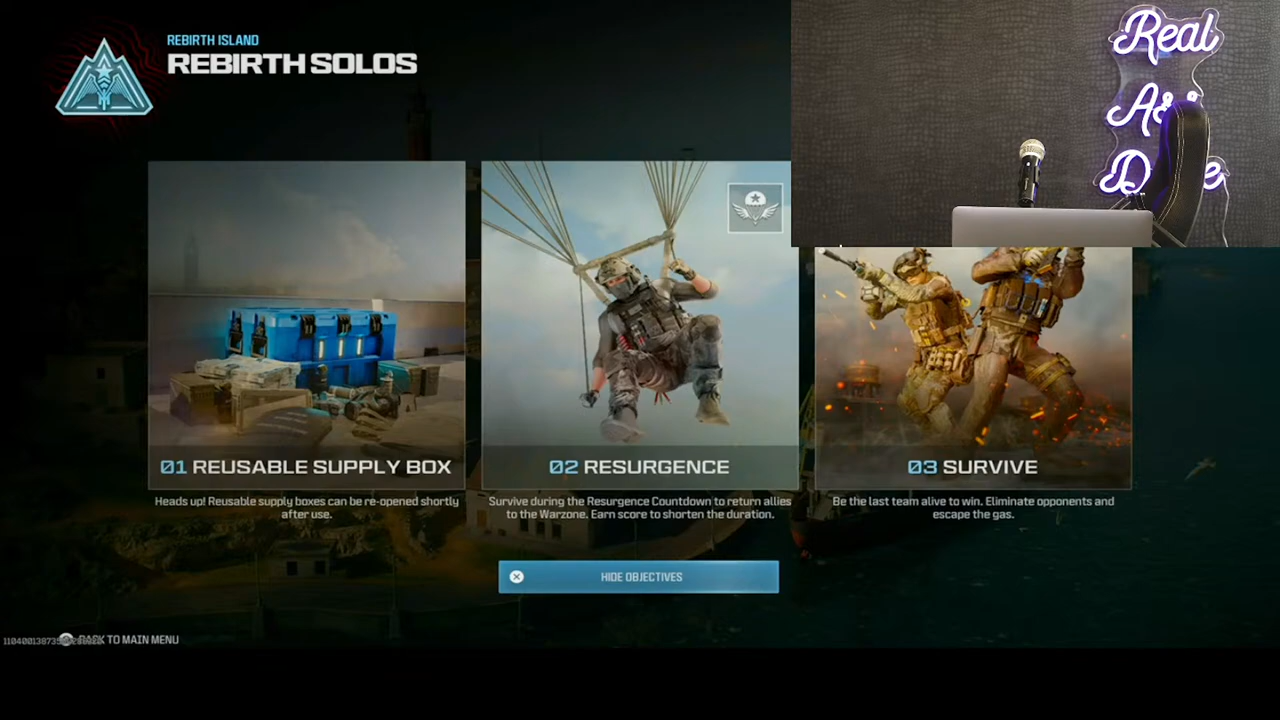 REBIRTH ISLAND
REBIRTH SOLOS
Real
01 REUSABLE SUPPLY BOX
02 RESURGENCE
03 SURVIVE
Heads up! Reusable supply boxes can be re-opened shortly
after use.
Survive during the Resurgence Countdown to return allies
to the Warzone. Earn score to shorten the duration.
Be the last team alive to win. Eliminate opponents and
escape the gas.
HIDE OBJECTIVES
BACK TO MAIN MENU